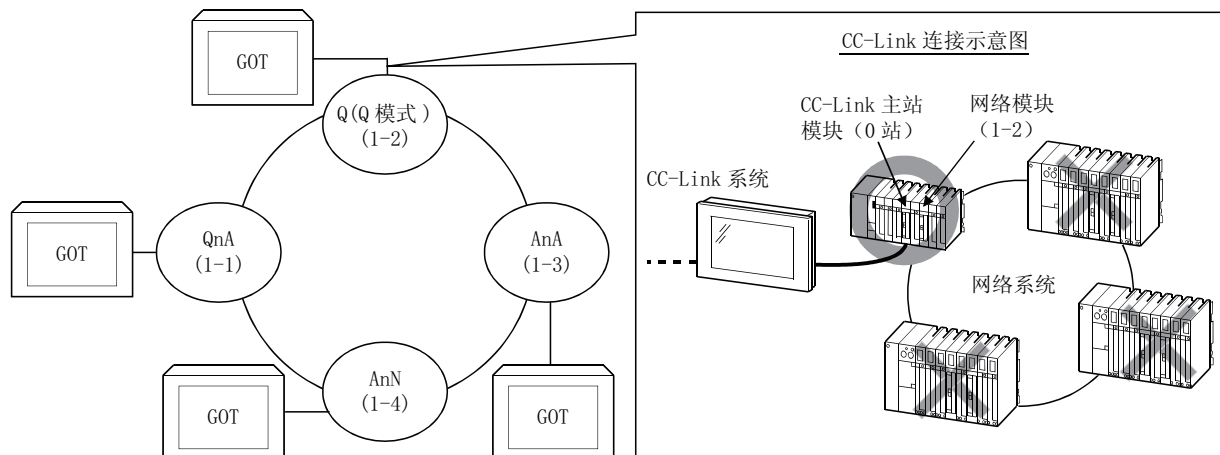 GOT
Q(Q 模式)
(1-2)
GOT
QnA
(1-1)
AnA
(1-3)
GOT
AnN
(1-4)
GOT
CC-Link 连接示意图
CC-Link 主站
模块（0 站）
网络模块
（1-2）
CC-Link 系统
网络系统